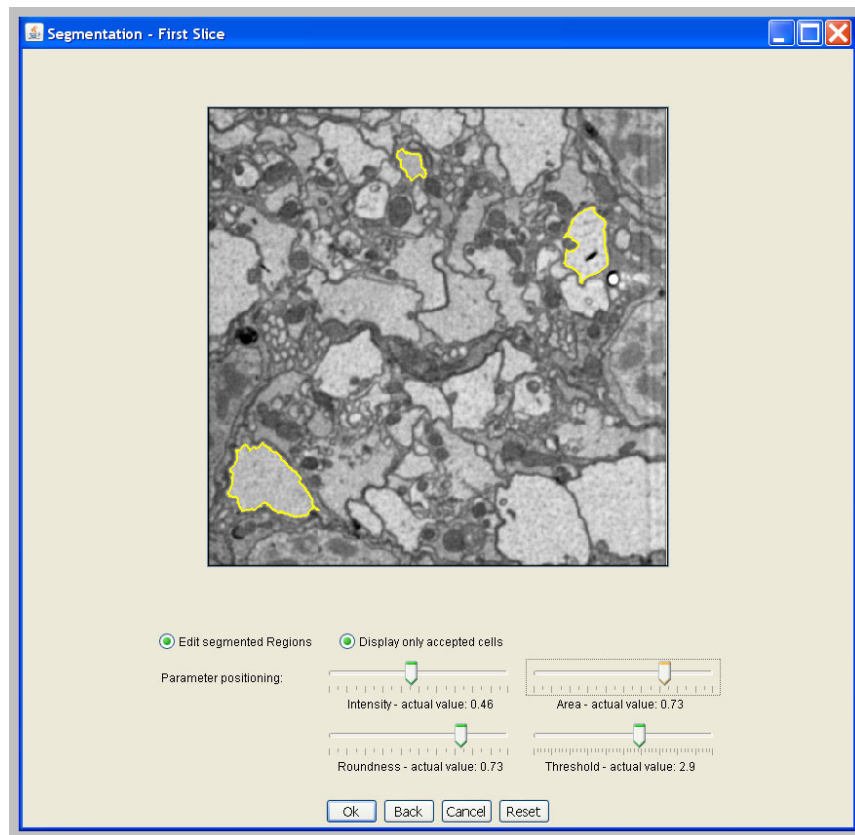 Segmentation - First Slice
Edit segmented Regions Display only accepted cells
Parameter positioning:
Intensity - actual value: 0.46 Area - actual value: 0.73
Roundness - actual value: 0.73 Threshold - actual value: 2.9
Ok Back Cancel Reset